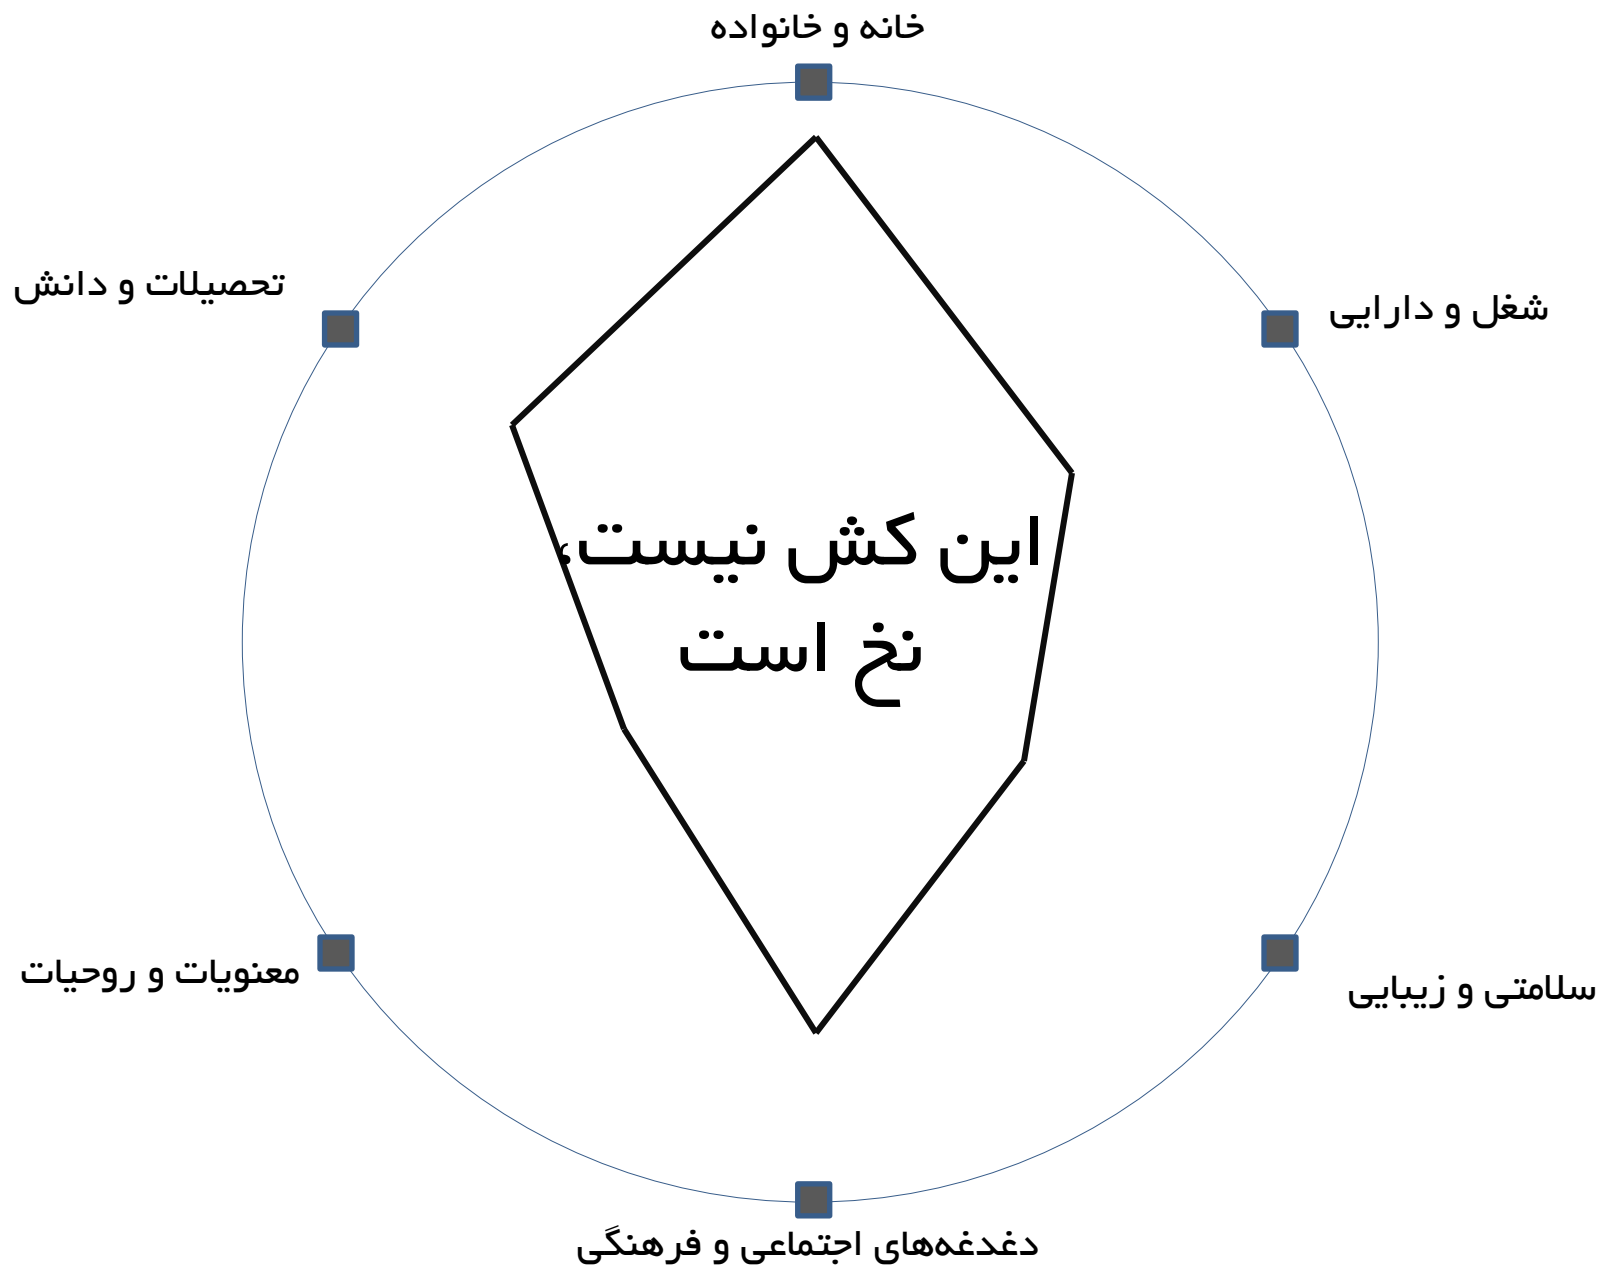 خانه و خانواده
تحصیلات و دانش
شغل و دارایی
این کش نیست،
نخ است
معنویات و روحیات
سلامتی و زیبایی
دغدغه‌های اجتماعی و فرهنگی